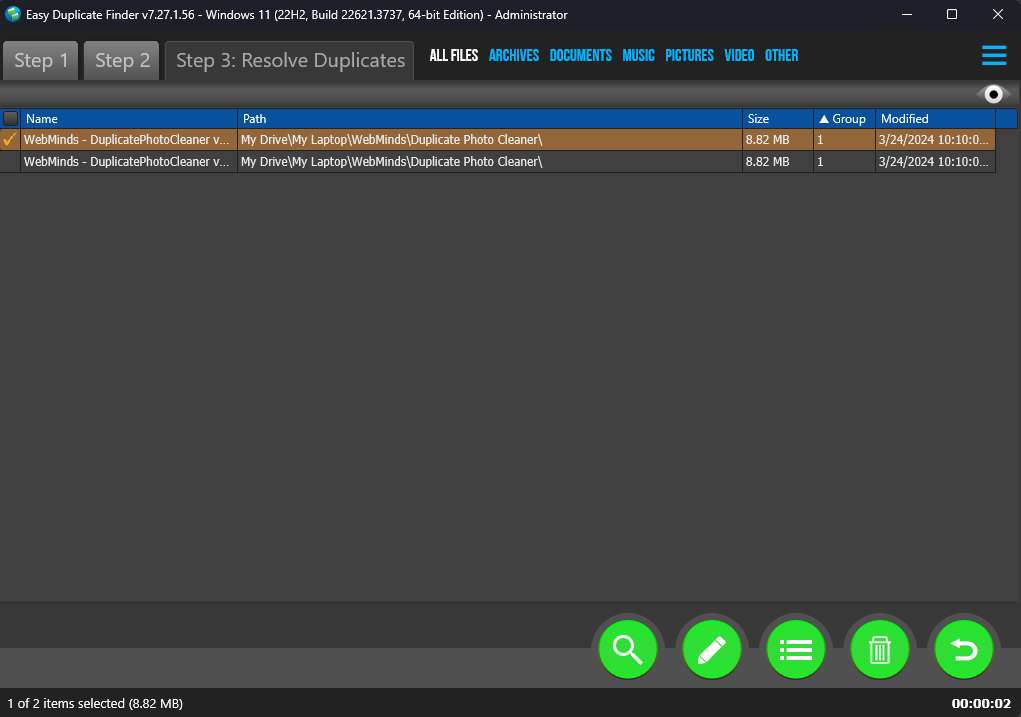 Easy Duplicate Finder v7.27.1.56 - Windows 11 (22H2, Build 22621.3737, 64-bit Edition) - Administrator
Step 1 Step 2 Step 3: Resolve Duplicates ALL FILES ARCHIVES DOCUMENTS MUSIC PICTURES VIDEO OTHER
Name Path Size ▲ Group Modified
WebMinds - DuplicatePhotoCleaner v... My Drive\My Laptop\WebMinds\Duplicate Photo Cleaner\ 8.82 MB 1 3/24/2024 10:10:0...
WebMinds - DuplicatePhotoCleaner v... My Drive\My Laptop\WebMinds\Duplicate Photo Cleaner\ 8.82 MB 1 3/24/2024 10:10:0...
1 of 2 items selected (8.82 MB) 00:00:02